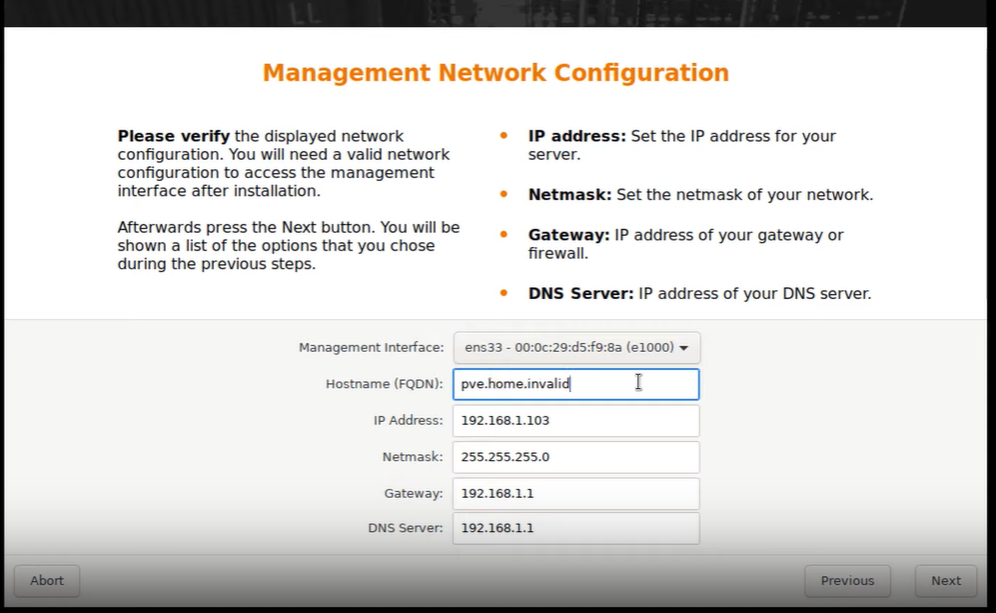 LL
Management Network Configuration
Please verify the displayed network
configuration. You will need a valid network
configuration to access the management
interface after installation.
Afterwards press the Next button. You will be
shown a list of the options that you chose
during the previous steps.
IP address: Set the IP address for your
server.
Netmask: Set the netmask of your network.
Gateway: IP address of your gateway or
firewall.
DNS Server: IP address of your DNS server.
Management Interface: ens33 - 00:0c:29:d5:f9:8a (e1000)
Hostname (FQDN): pve.home.invalid
IP Address: 192.168.1.103
Netmask: 255.255.255.0
Gateway: 192.168.1.1
DNS Server: 192.168.1.1
Abort Previous Next